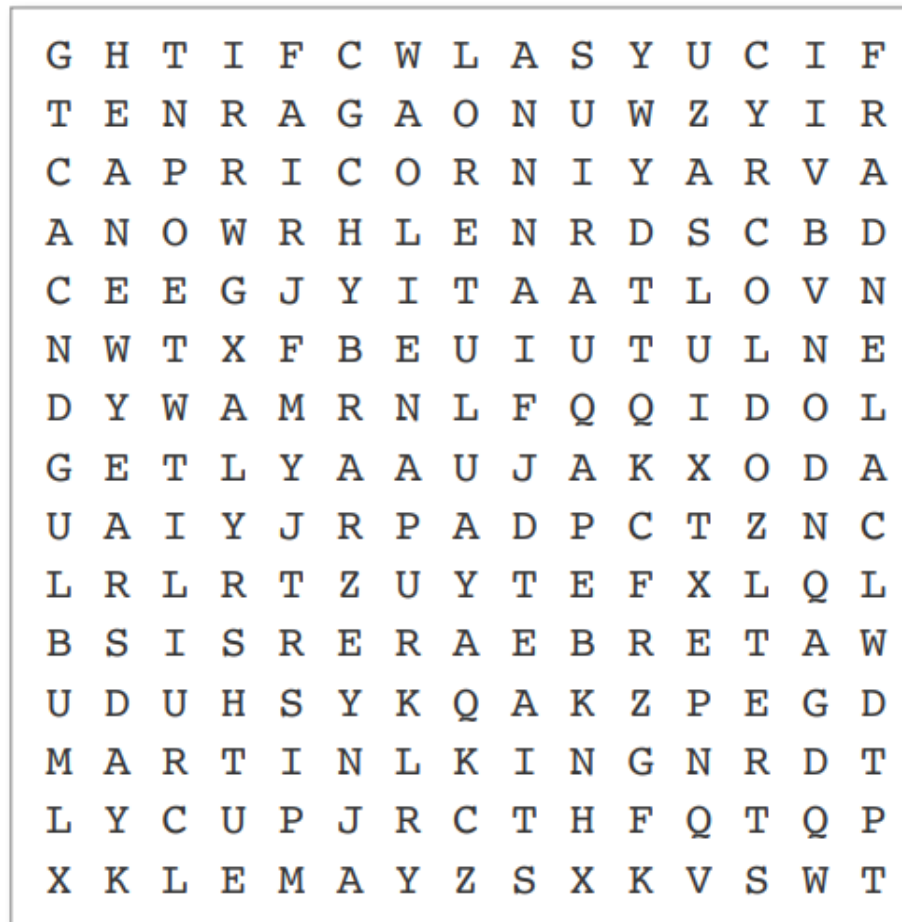 G H T I F C W L A S Y U C I F
T E N R A G A O N U W Z Y I R
C A P R I C O R N I Y A R V A
A N O W R H L E N R D S C B D
C E E G J Y I T A A T L O V N
N W T X F B E U I U T U L N E
D Y W A M R N L F Q Q I D O L
G E T L Y A A U J A K X O D A
U A I Y J R P A D P C T Z N C
L R L R T Z U Y T E F X L Q L
B S I S R E R A E B R E T A W
U D U H S Y K Q A K Z P E G D
M A R T I N L K I N G N R D T
L Y C U P J R C T H F Q T Q P
X K L E M A Y Z S X K V S W T